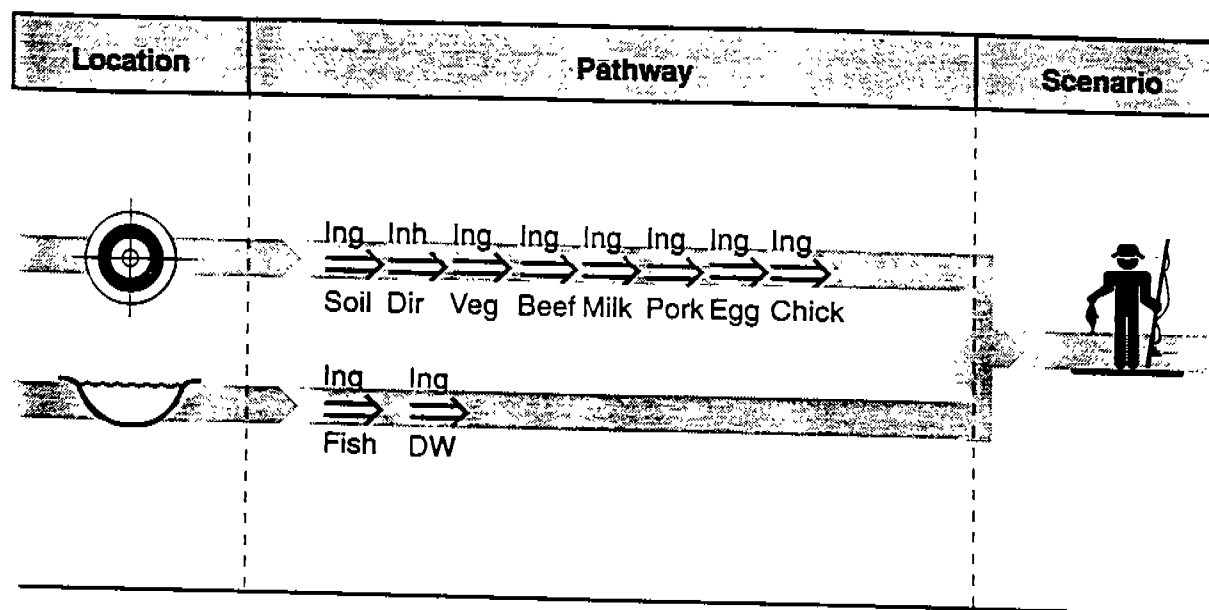 Location Pathway Scenario
Ing Inh Ing Ing Ing Ing Ing Ing
Soil Dir Veg Beef Milk Pork Egg Chick
Ing Ing
Fish DW